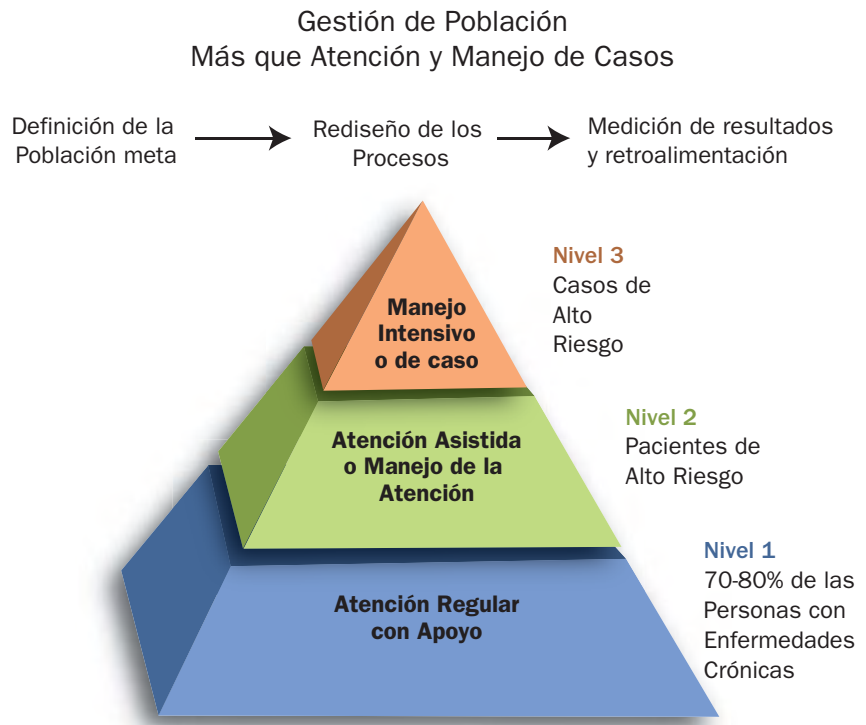 Gestión de Población
Más que Atención y Manejo de Casos
Definición de la
Población meta
Rediseño de los
Procesos
Medición de resultados
y retroalimentación
Nivel 3
Casos de
Alto
Riesgo
Manejo
Intensivo
o de caso
Nivel 2
Pacientes de
Alto Riesgo
Atención Asistida
o Manejo de la
Atención
Nivel 1
70-80% de las
Personas con
Enfermedades
Crónicas
Atención Regular
con Apoyo